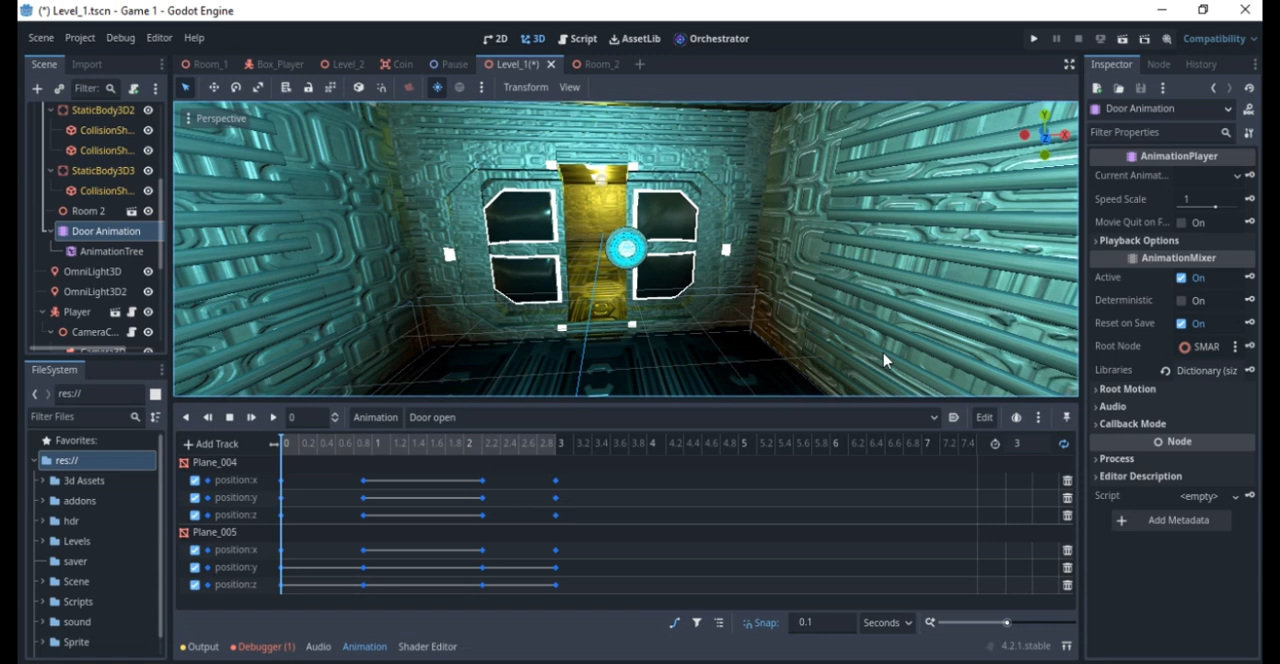 (*) Level_1.tscn - Game 1 - Godot Engine
Scene Project Debug Editor Help
2D 3D Script AssetLib Orchestrator
Compatibility
Scene Import
Room_1 Box_Player Level_2 Coin Pause Level_1(*) Room_2
Inspector Node History
Filter:
Transform View
Door Animation
Filter Properties
StaticBody3D2
CollisionSh...
CollisionSh...
StaticBody3D3
CollisionSh...
Room 2
Door Animation
AnimationTree
OmniLight3D
OmniLight3D2
Player
CameraC...
Perspective
Y
X
Z
AnimationPlayer
Current Animat...
Speed Scale 1
Movie Quit on F... On
Playback Options
AnimationMixer
Active On
Deterministic On
Reset on Save On
Root Node SMAR
Libraries Dictionary (siz
Root Motion
Audio
Callback Mode
Node
Process
Editor Description
Script <empty>
Add Metadata
FileSystem
res://
Filter Files
Favorites:
res://
3d Assets
addons
hdr
Levels
saver
Scene
Scripts
sound
Sprite
0 Animation Door open Edit
Add Track 0 0.2 0.4 0.6 0.8 1 1.2 1.4 1.6 1.8 2 2.2 2.4 2.6 2.8 3 3.2 3.4 3.6 3.8 4 4.2 4.4 4.6 4.8 5 5.2 5.4 5.6 5.8 6 6.2 6.4 6.6 6.8 7 7.2 7.4 3
Plane_004
position:x
position:y
position:z
Plane_005
position:x
position:y
position:z
Snap: 0.1 Seconds
Output Debugger (1) Audio Animation Shader Editor 4.2.1.stable